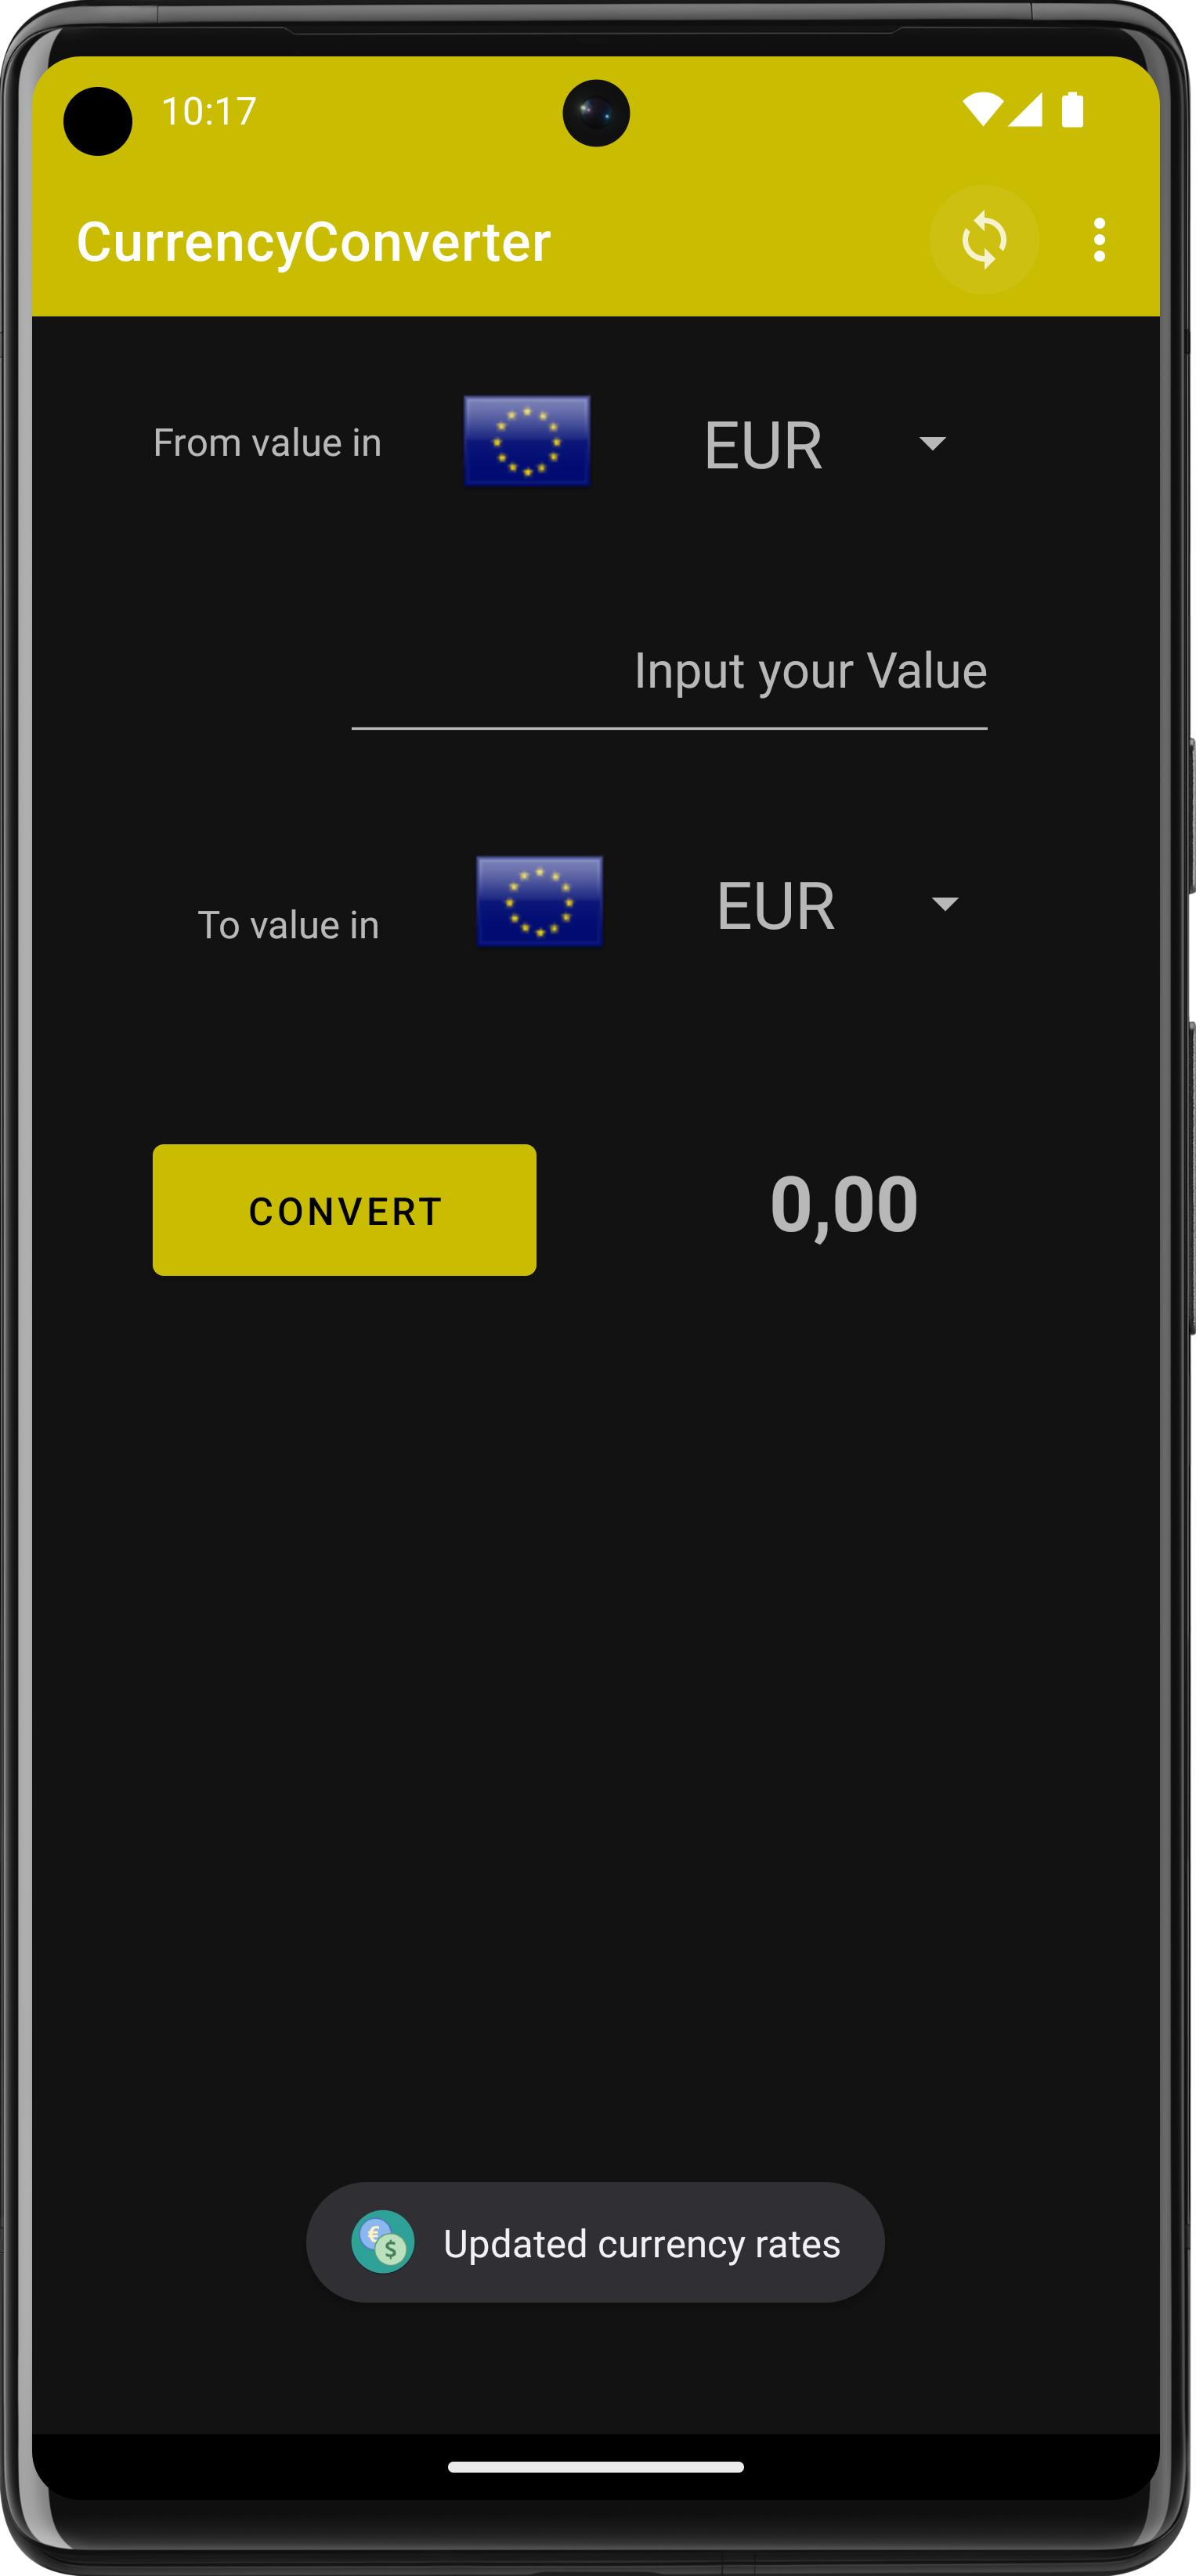 10:17
CurrencyConverter
From value in EUR
Input your Value
To value in EUR
CONVERT 0,00
€ $ Updated currency rates